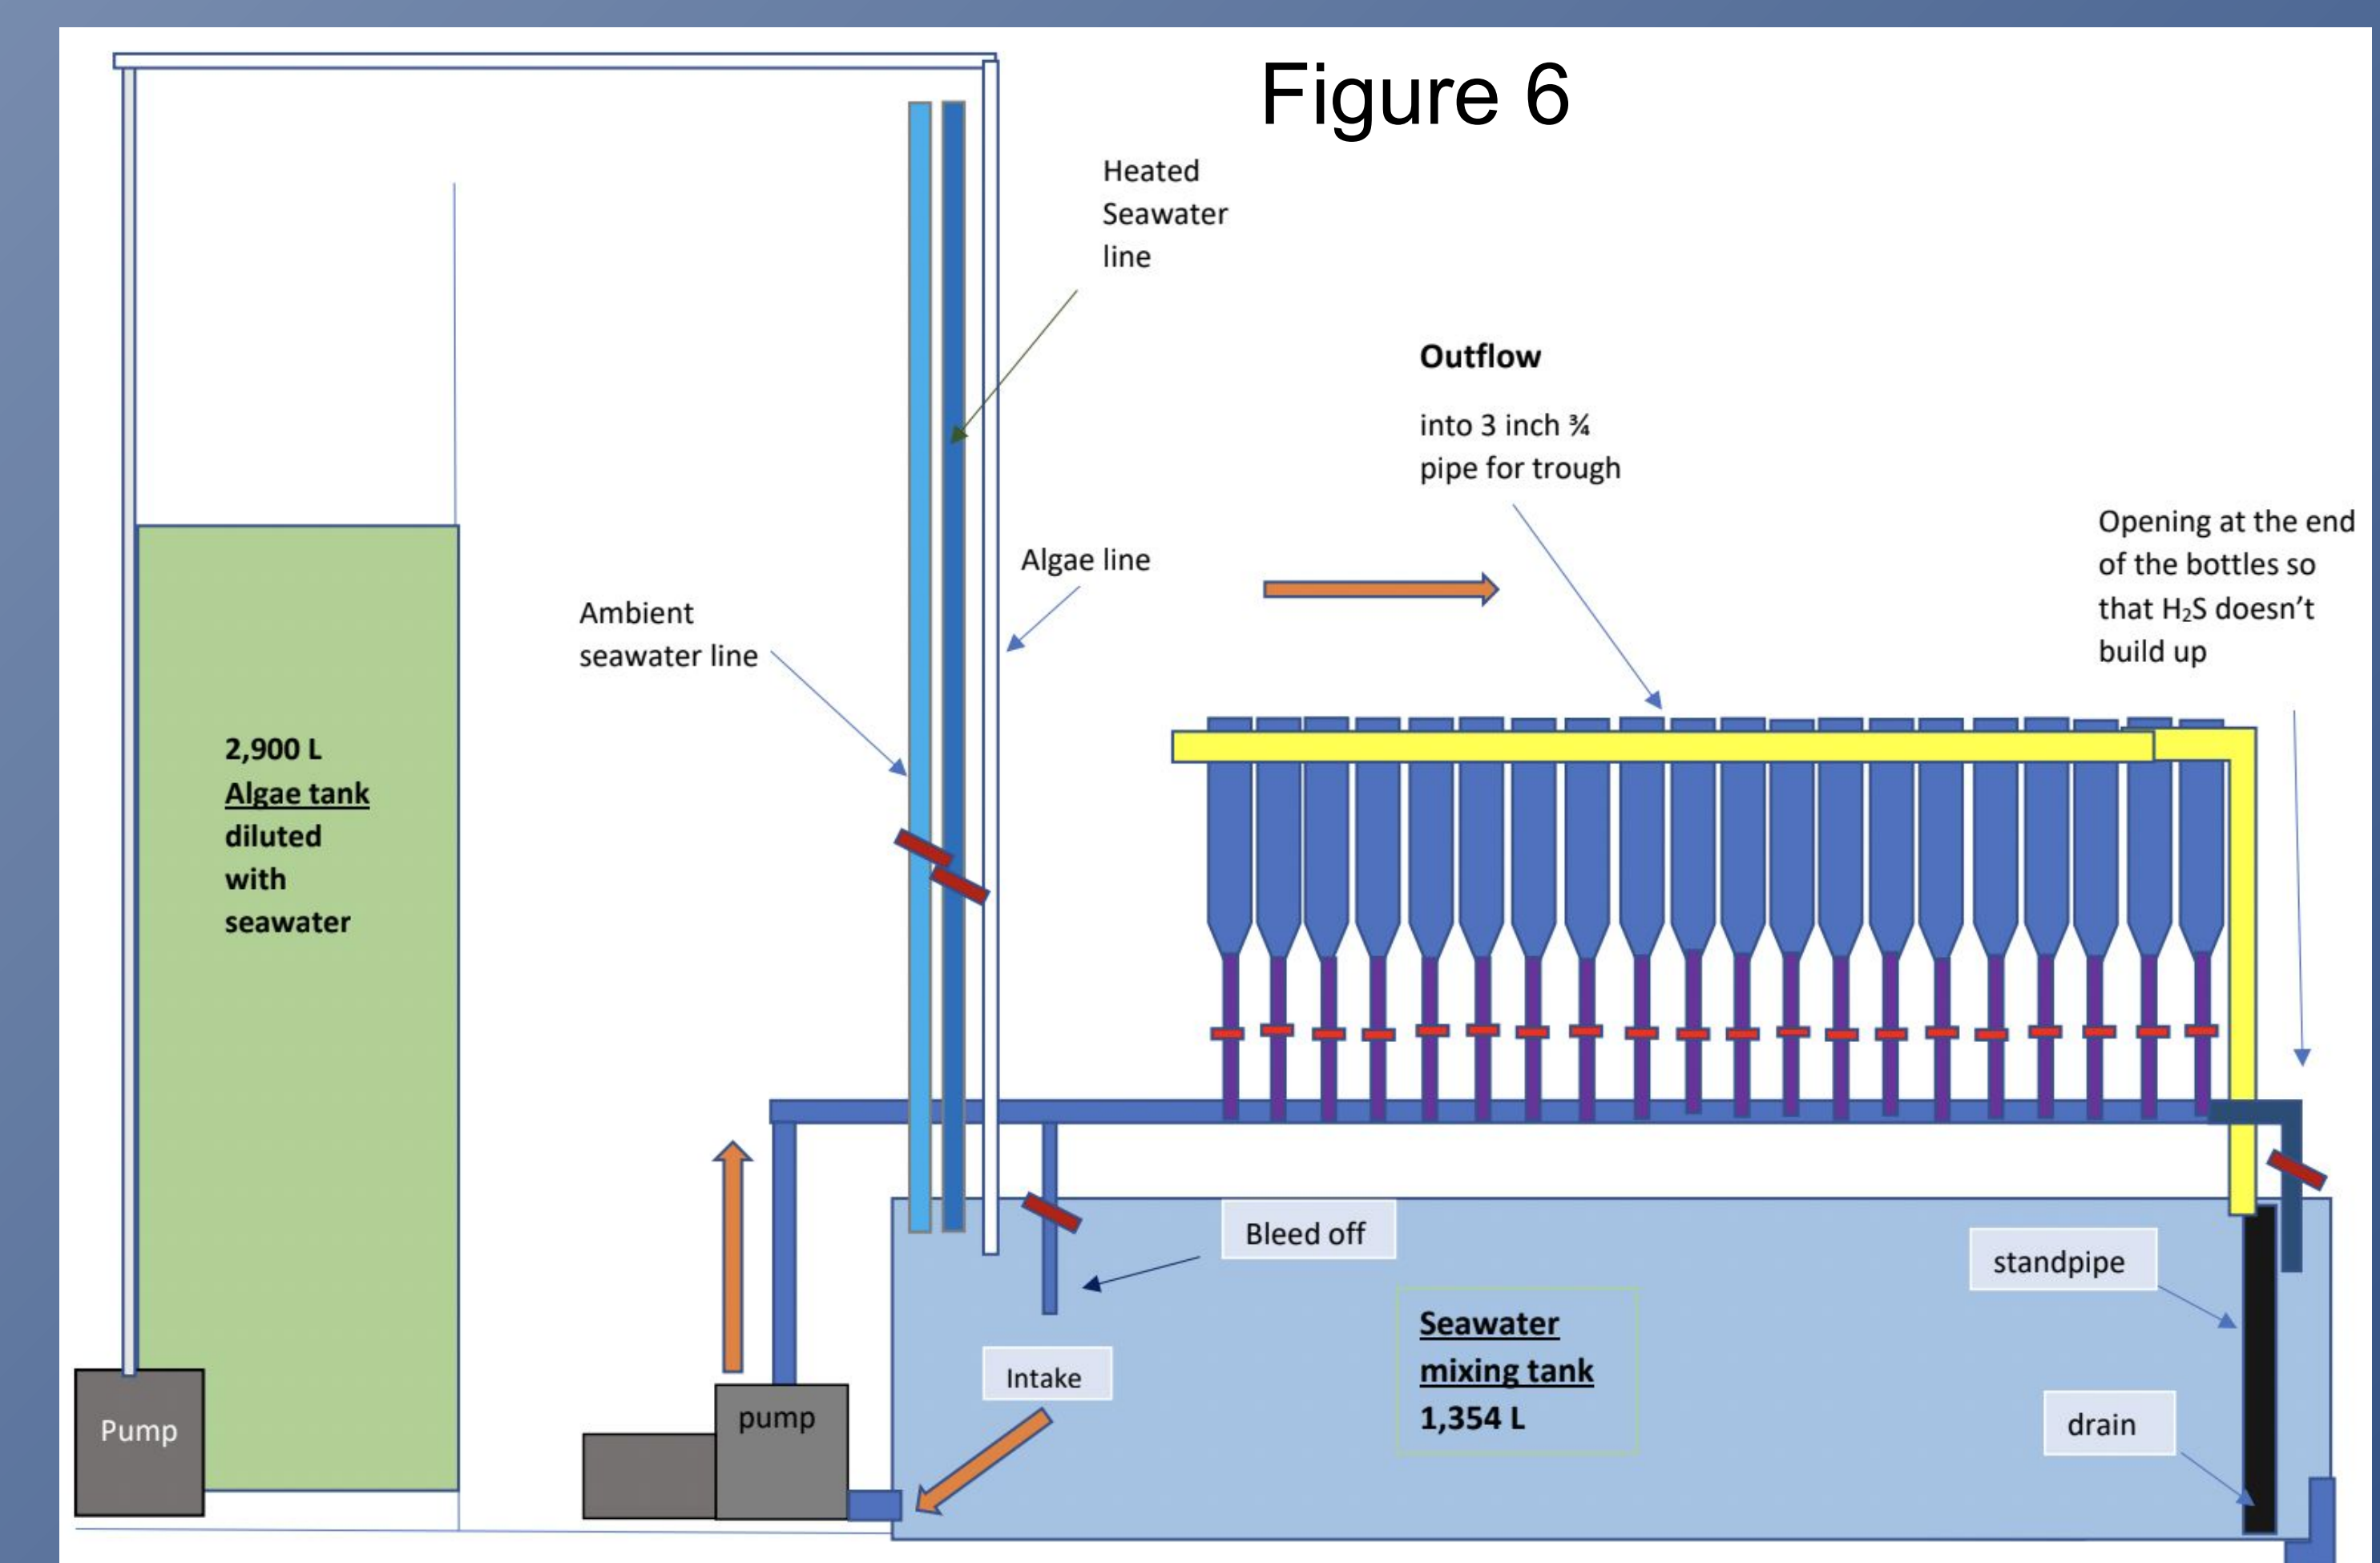 Figure 6
Heated
Seawater
line
Outflow
into 3 inch ¾
pipe for trough
Opening at the end
of the bottles so
that H₂S doesn’t
build up
Algae line
Ambient
seawater line
2,900 L
Algae tank
diluted
with
seawater
Bleed off
standpipe
Seawater
mixing tank
1,354 L
Intake
drain
pump
Pump